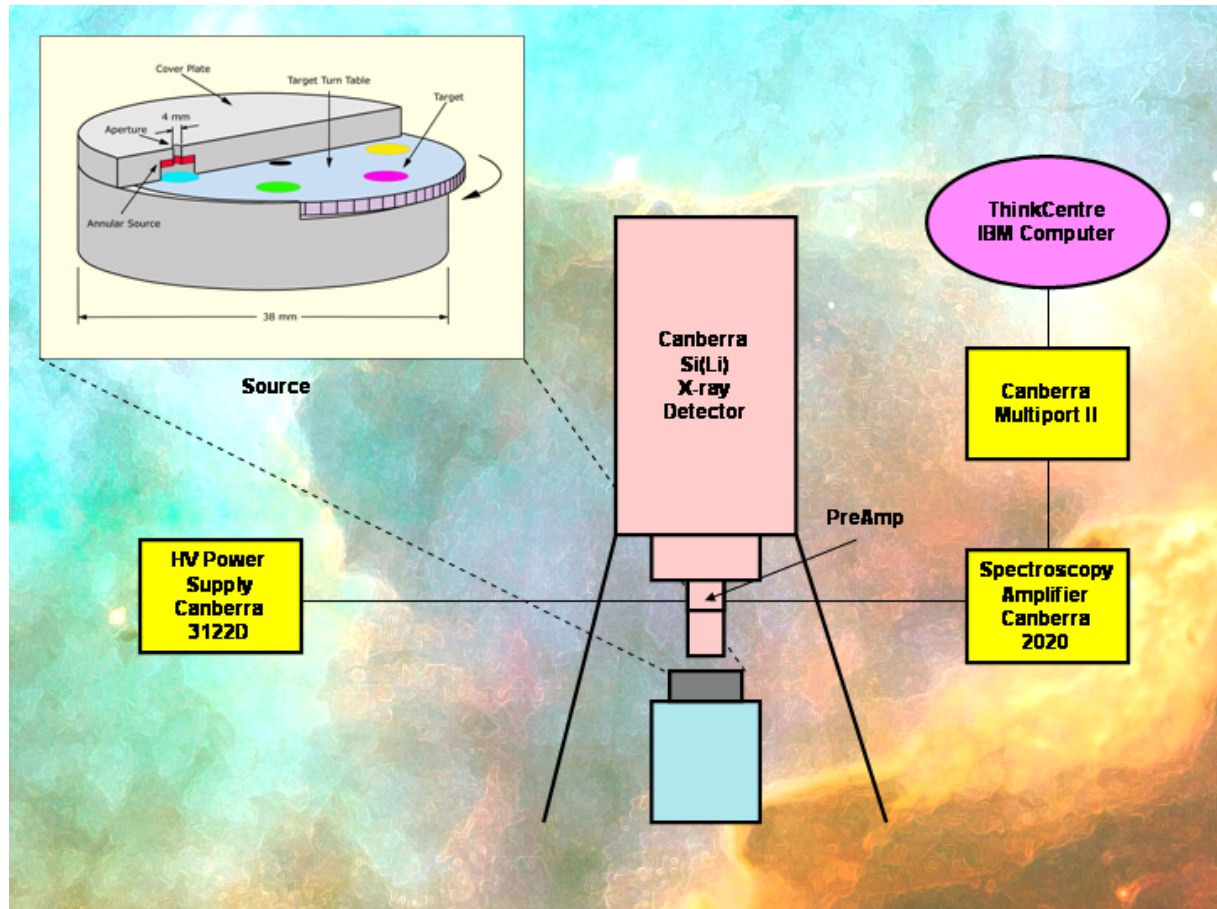 Cover Plate
Target Turn Table
Target
4 mm
Aperture
Annular Source
38 mm
Source
ThinkCentre
IBM Computer
Canberra
Si(Li)
X-ray
Detector
Canberra
Multiport II
PreAmp
HV Power
Supply
Canberra
3122D
Spectroscopy
Amplifier
Canberra
2020